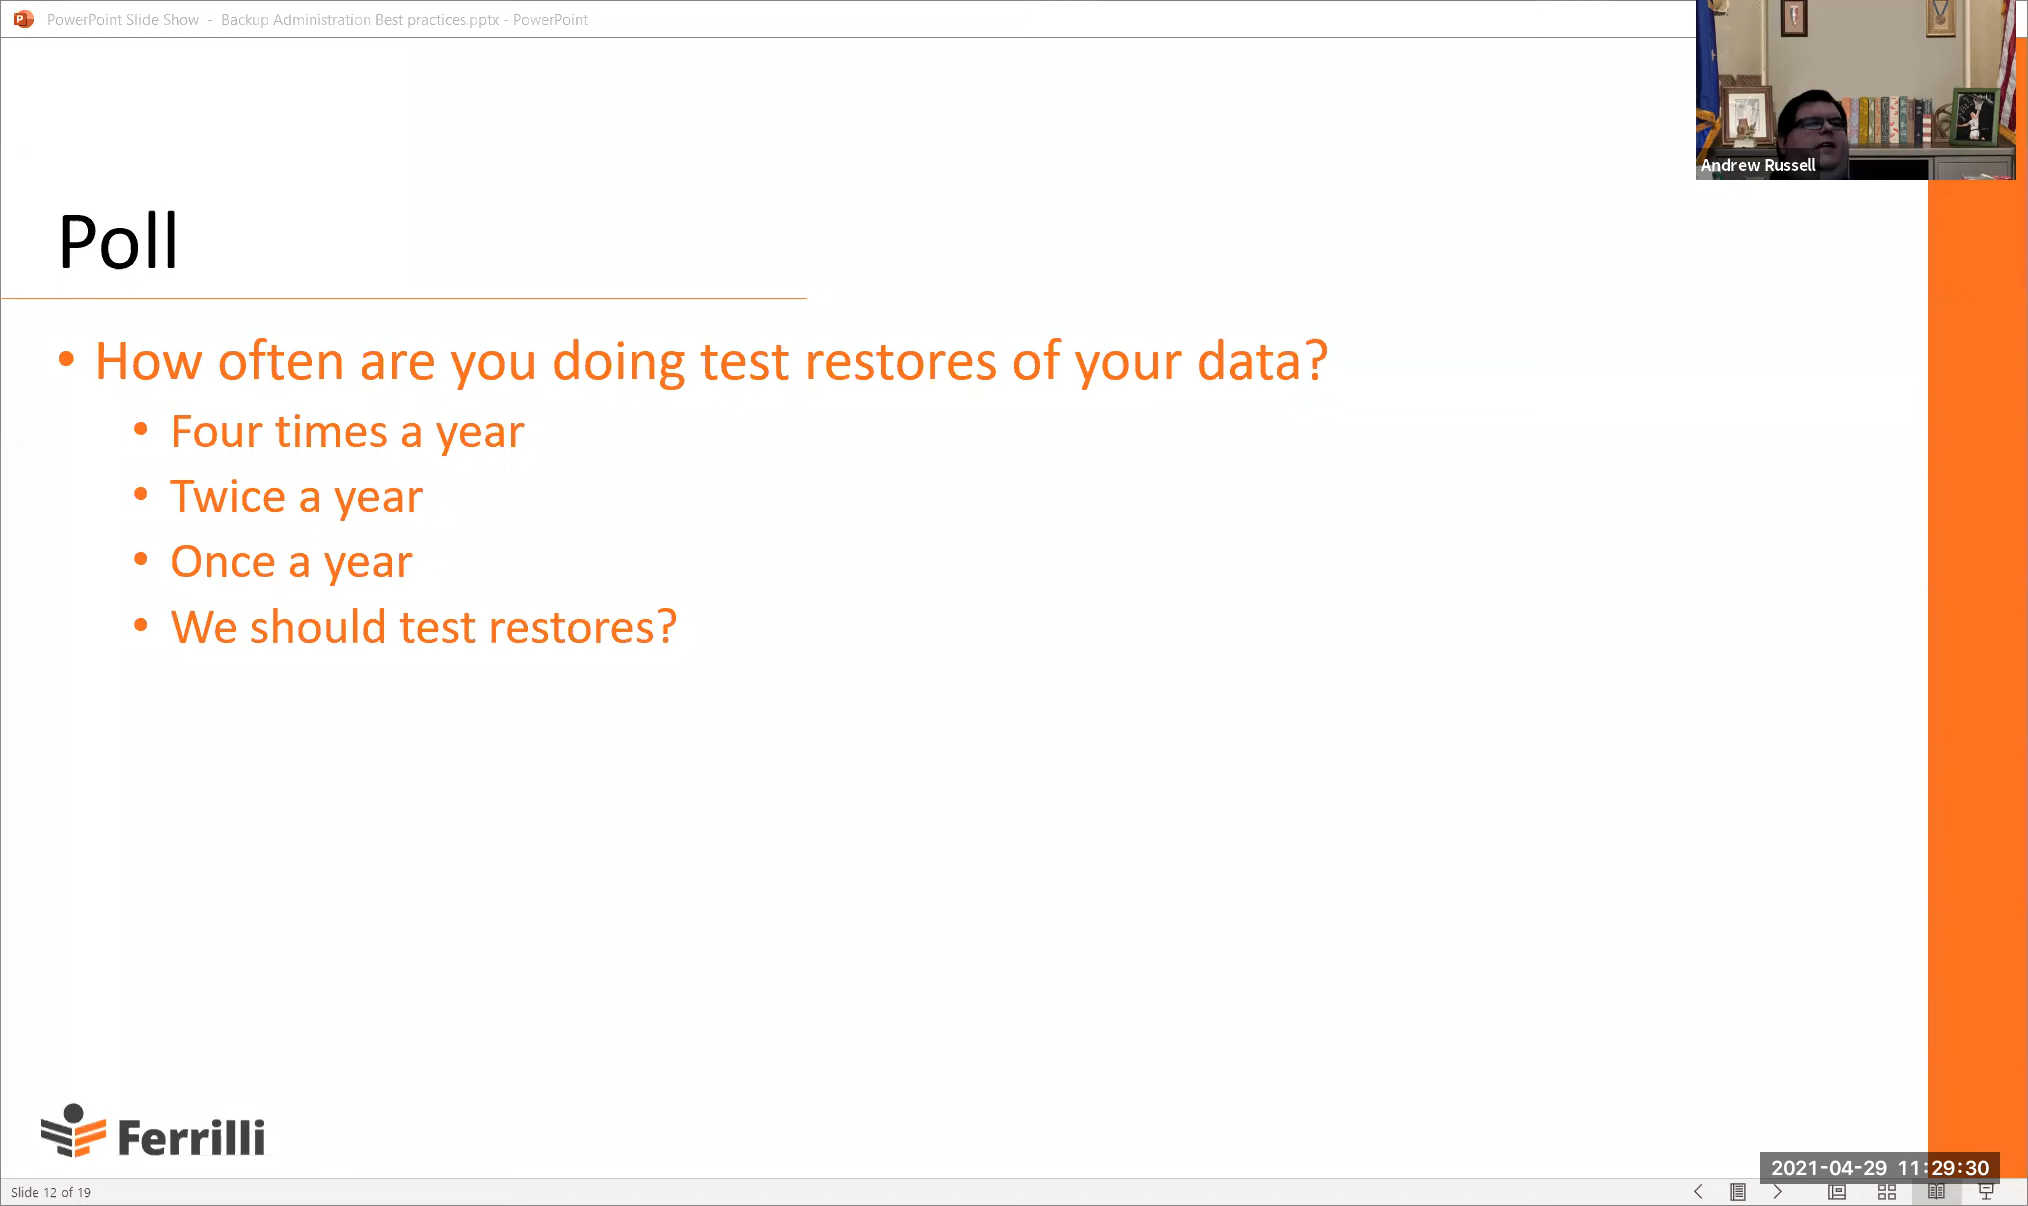 PowerPoint Slide Show - Backup Administration Best practices.pptx - PowerPoint
Andrew Russell
Poll
• How often are you doing test restores of your data?
• Four times a year
• Twice a year
• Once a year
• We should test restores?
Ferrilli
2021-04-29 11:29:30
Slide 12 of 19